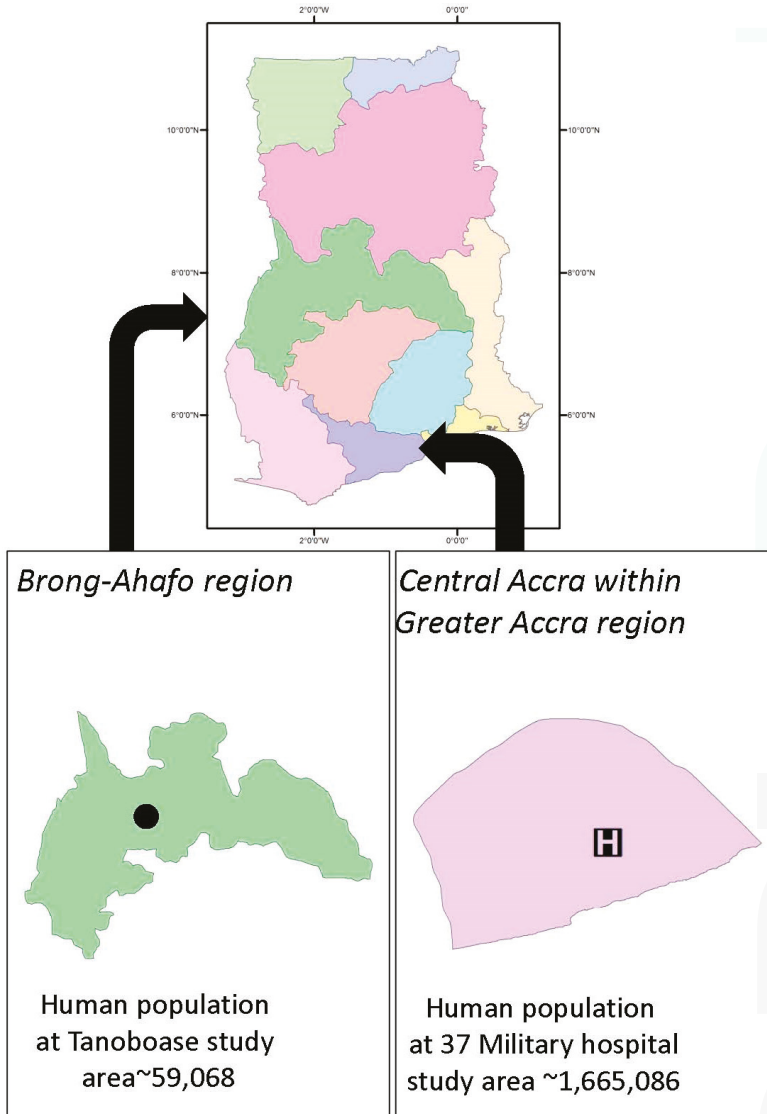 2°0'0"W 0°0'0"
10°0'0"N 10°0'0"N
8°0'0"N 8°0'0"N
6°0'0"N 6°0'0"N
2°0'0"W 0°0'0"
Brong-Ahafo region
Human population
at Tanoboase study
area~59,068
Central Accra within
Greater Accra region
H
Human population
at 37 Military hospital
study area ~1,665,086